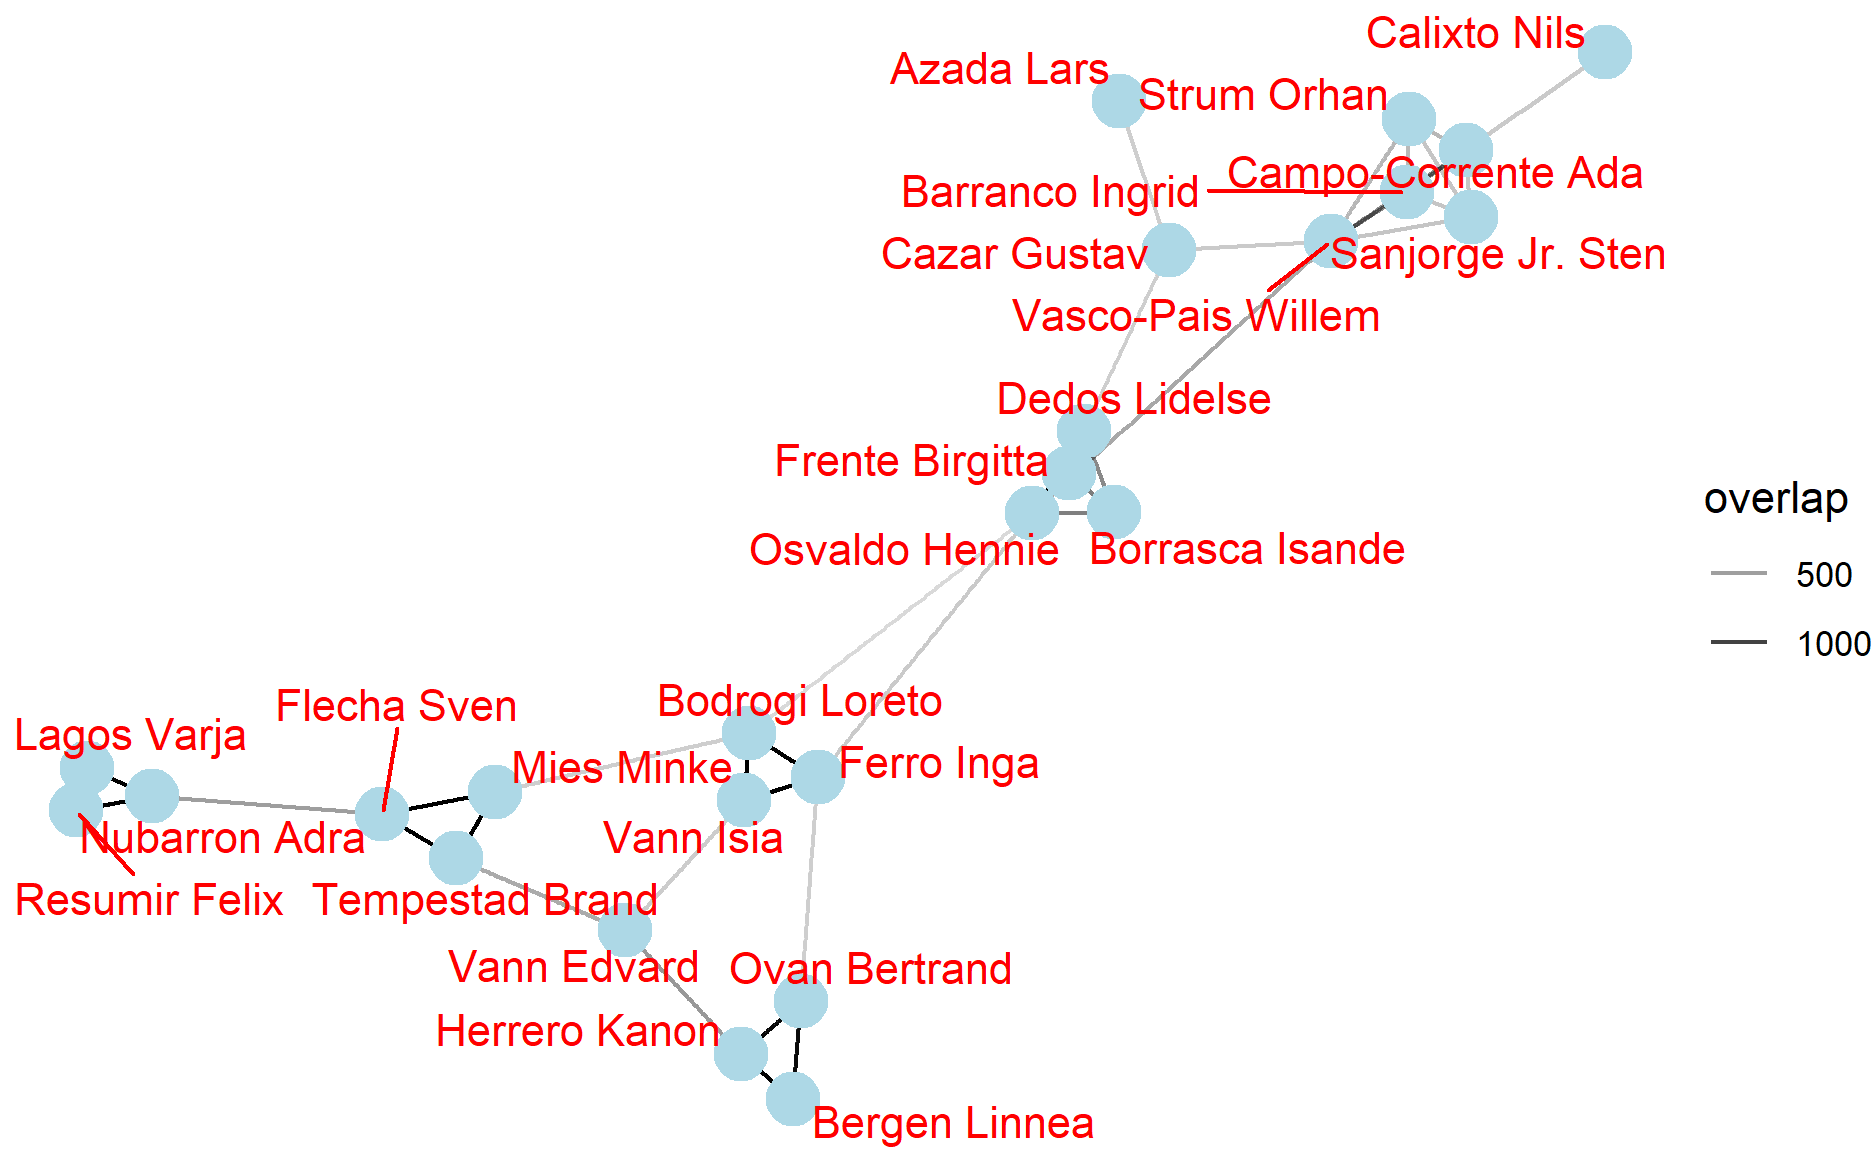 Calixto Nils
Azada Lars
Strum Orhan
Campo-Corrente Ada
Barranco Ingrid
Cazar Gustav
Sanjorge Jr. Sten
Vasco-Pais Willem
Dedos Lidelse
Frente Birgitta
Osvaldo Hennie
Borrasca Isande
overlap
500
1000
Bodrogi Loreto
Flecha Sven
Lagos Varja
Mies Minke
Ferro Inga
Nubarron Adra
Vann Isia
Resumir Felix
Tempestad Brand
Vann Edvard
Ovan Bertrand
Herrero Kanon
Bergen Linnea